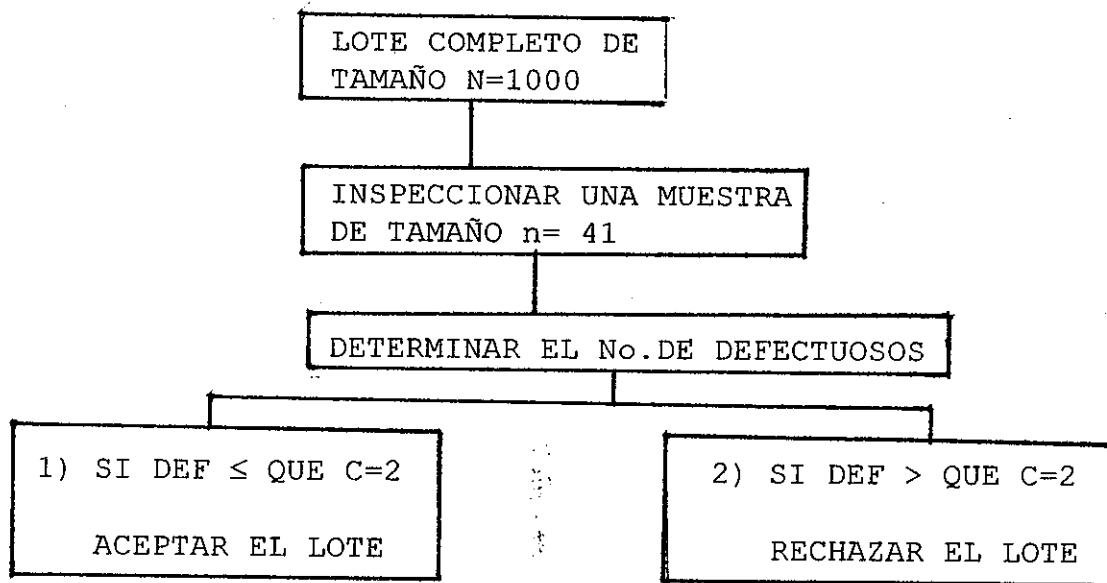 LOTE COMPLETO DE
TAMAÑO N=1000
INSPECCIONAR UNA MUESTRA
DE TAMAÑO n= 41
DETERMINAR EL No.DE DEFECTUOSOS
1) SI DEF ≤ QUE C=2
ACEPTAR EL LOTE
2) SI DEF > QUE C=2
RECHAZAR EL LOTE